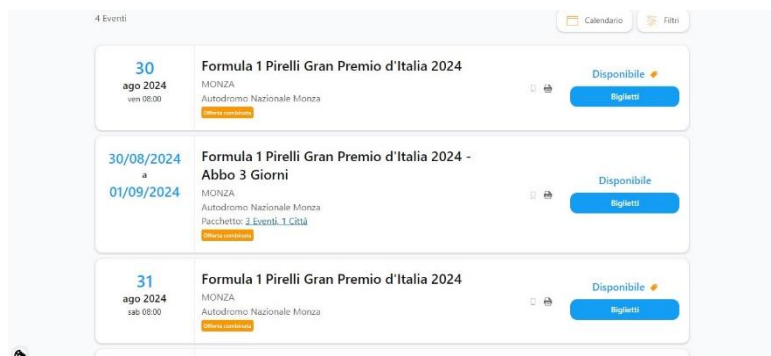 4 Eventi
Calendario
Filtri
30
ago 2024
ven 08:00
Formula 1 Pirelli Gran Premio d'Italia 2024
MONZA
Autodromo Nazionale Monza
Offerta combinata
Disponibile
Biglietti
30/08/2024
a
01/09/2024
Formula 1 Pirelli Gran Premio d'Italia 2024 -
Abbo 3 Giorni
MONZA
Autodromo Nazionale Monza
Pacchetto: 3 Eventi, 1 Città
Offerta combinata
Disponibile
Biglietti
31
ago 2024
sab 08:00
Formula 1 Pirelli Gran Premio d'Italia 2024
MONZA
Autodromo Nazionale Monza
Offerta combinata
Disponibile
Biglietti